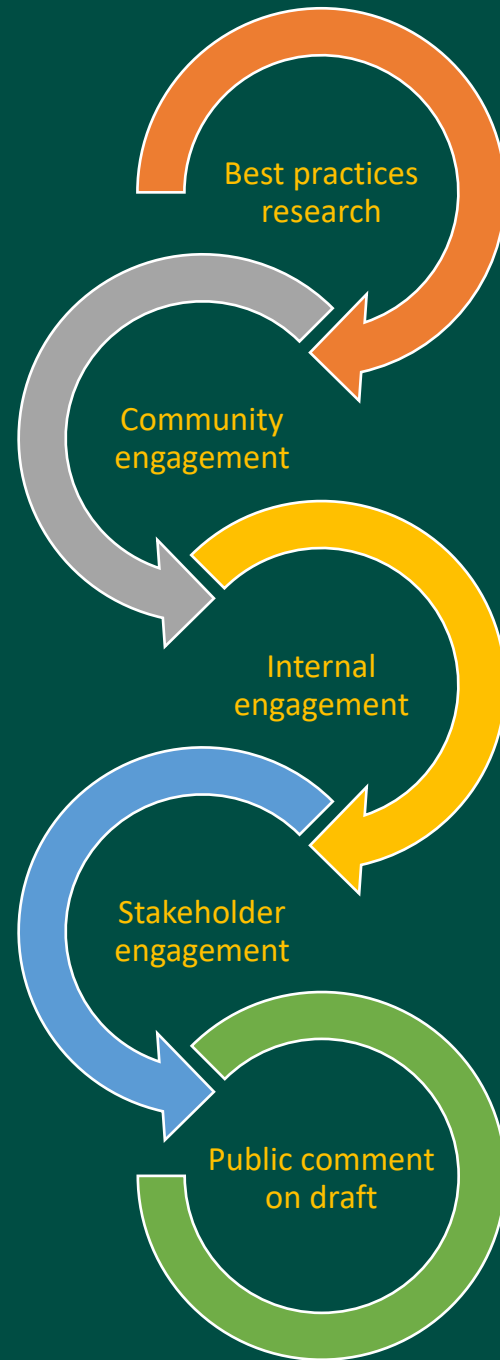 Best practices
research
Community
engagement
Internal
engagement
Stakeholder
engagement
Public comment
on draft